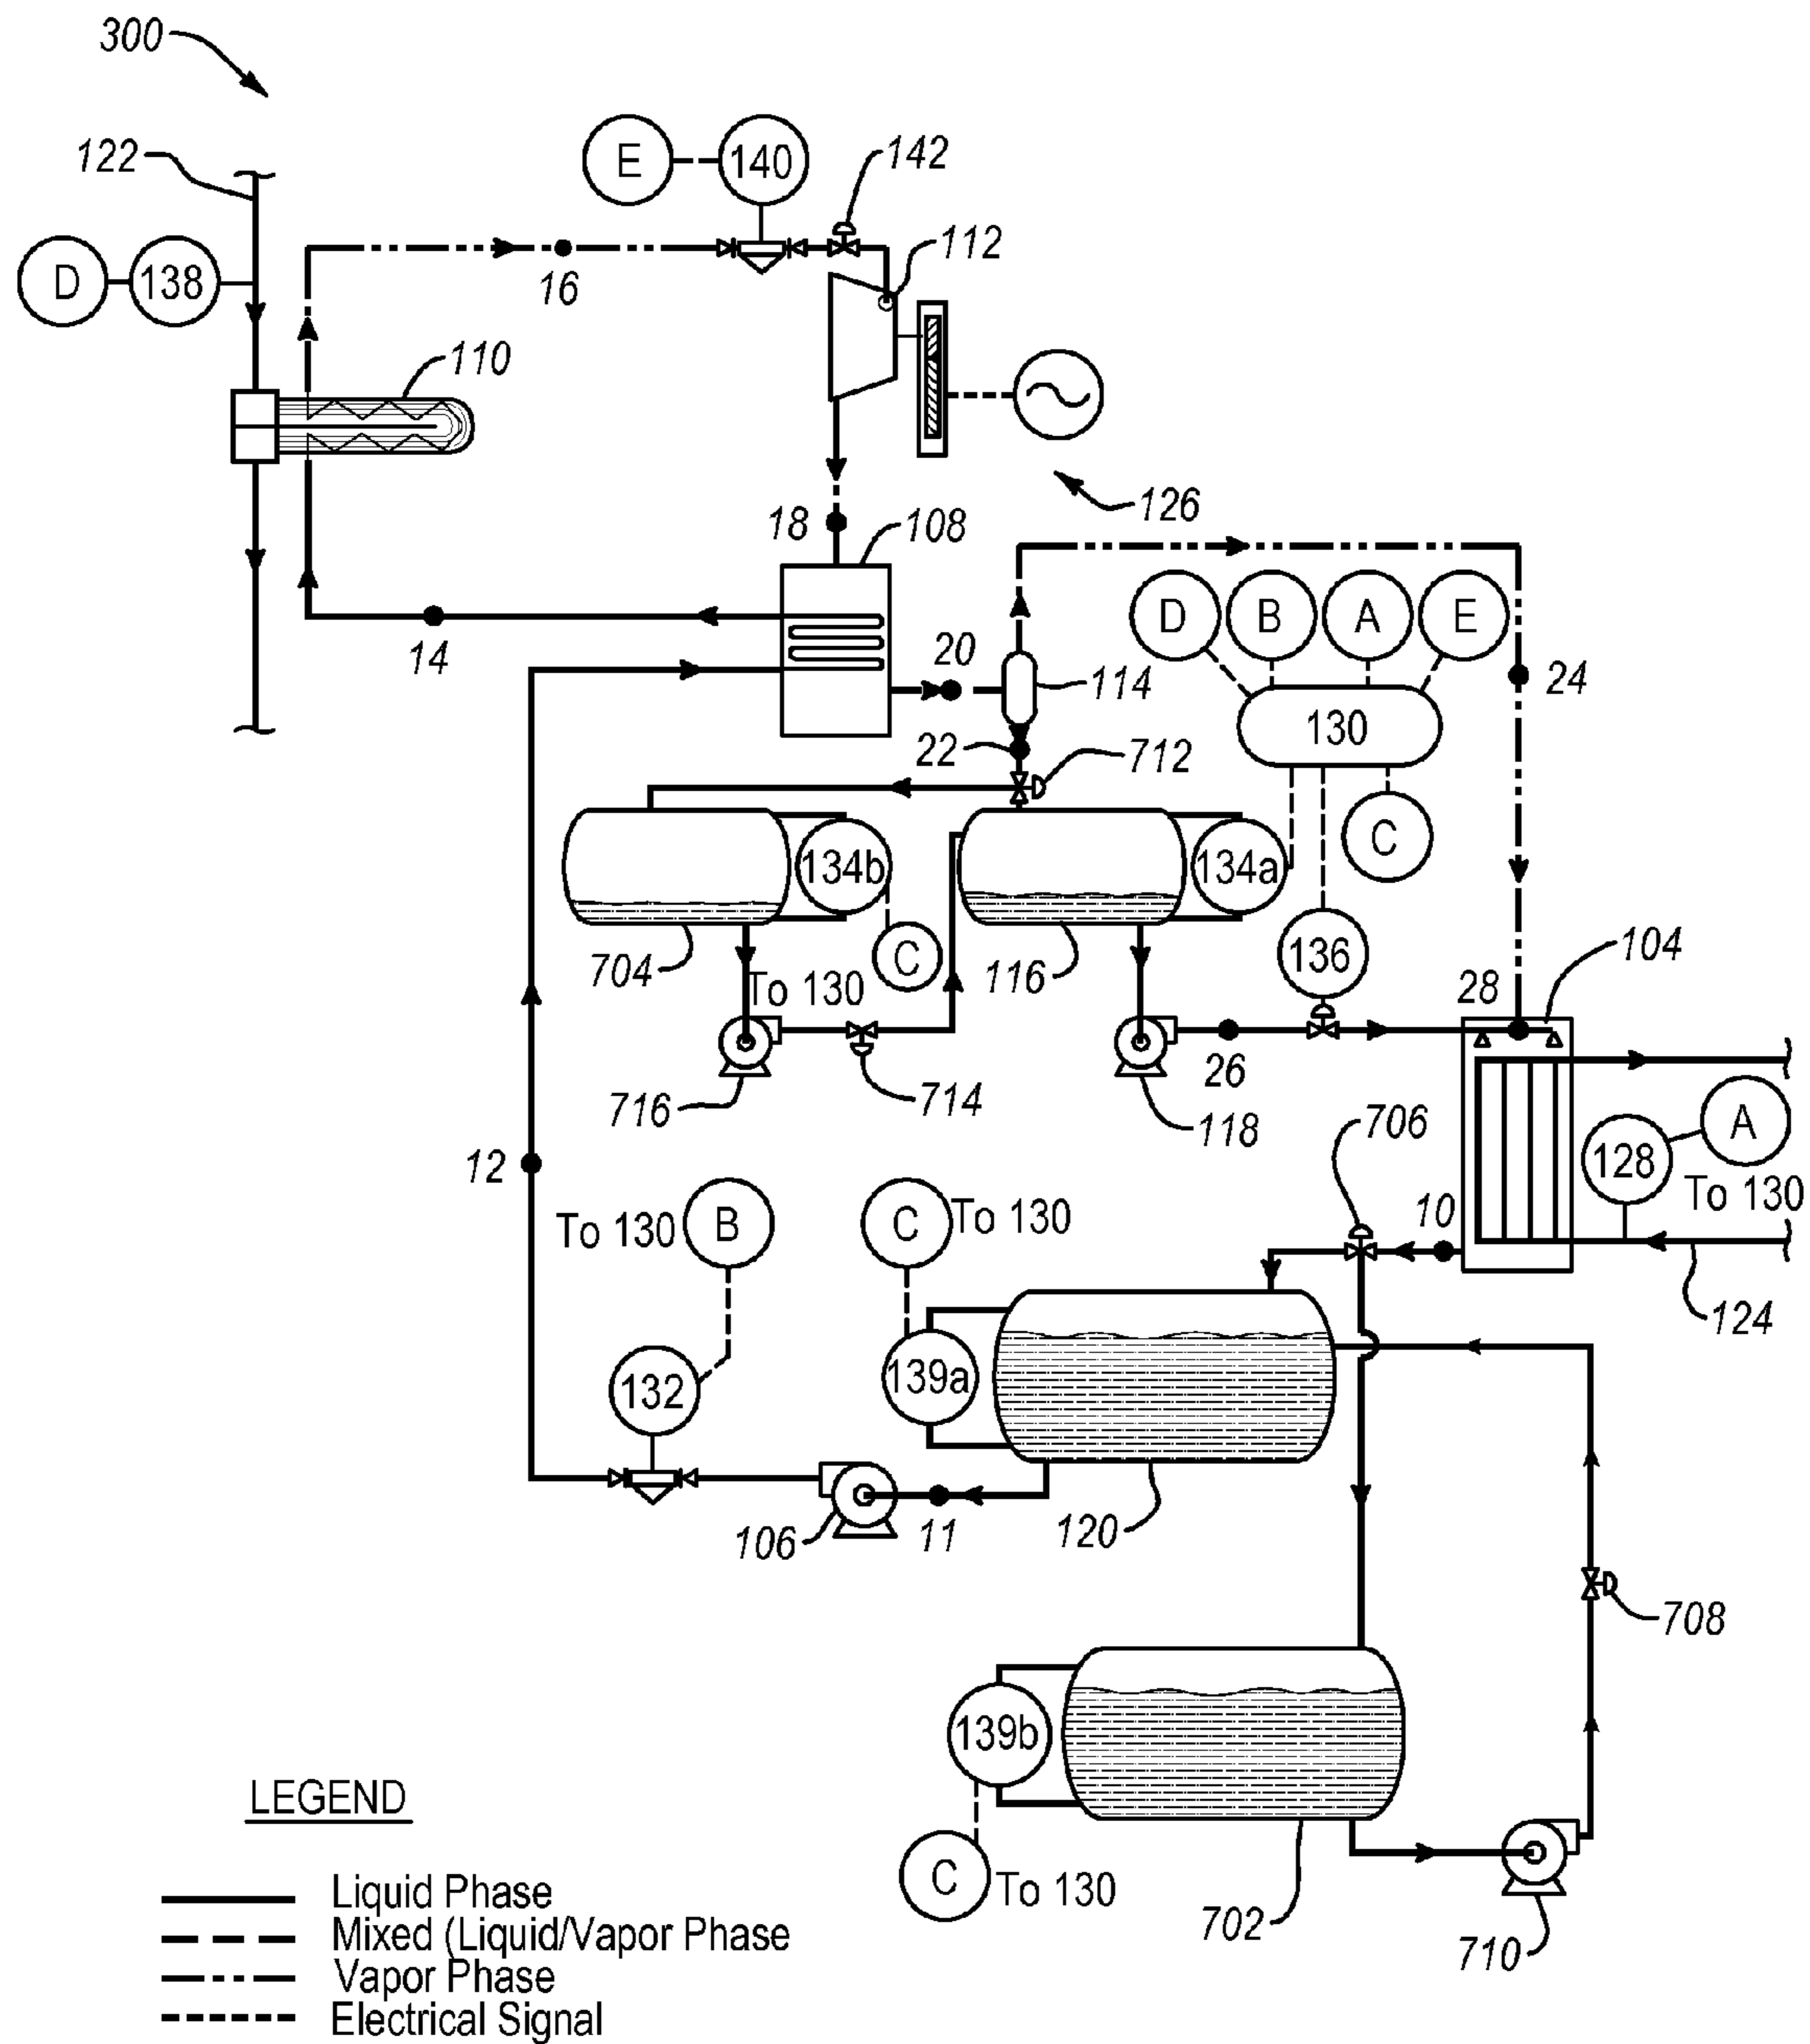 300
122
E
140
142
112
D
138
16
110
126
18
108
14
20
114
D
B
A
E
24
130
22
712
C
134b
134a
704
C
116
136
104
To 130
28
26
716
714
118
706
A
128
To 130
12
To 130
B
C
To 130
10
124
132
139a
106
11
120
708
139b
C
To 130
702
710
LEGEND
Liquid Phase
Mixed (Liquid/Vapor Phase
Vapor Phase
Electrical Signal